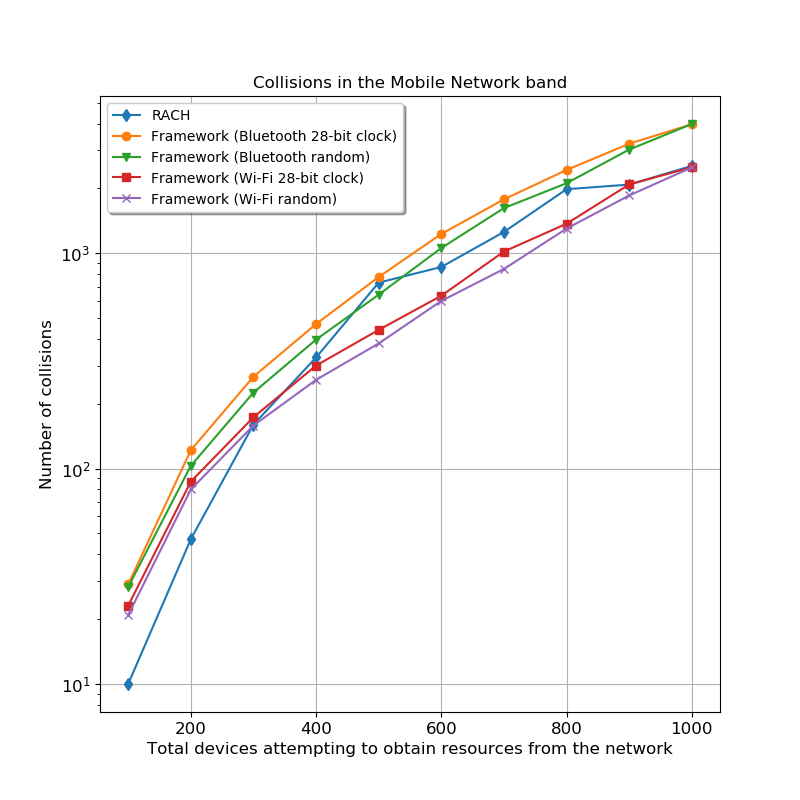 Collisions in the Mobile Network band
RACH
Framework (Bluetooth 28-bit clock)
Framework (Bluetooth random)
Framework (Wi-Fi 28-bit clock)
Framework (Wi-Fi random)
Number of collisions
10³
10²
10¹
200 400 600 800 1000
Total devices attempting to obtain resources from the network